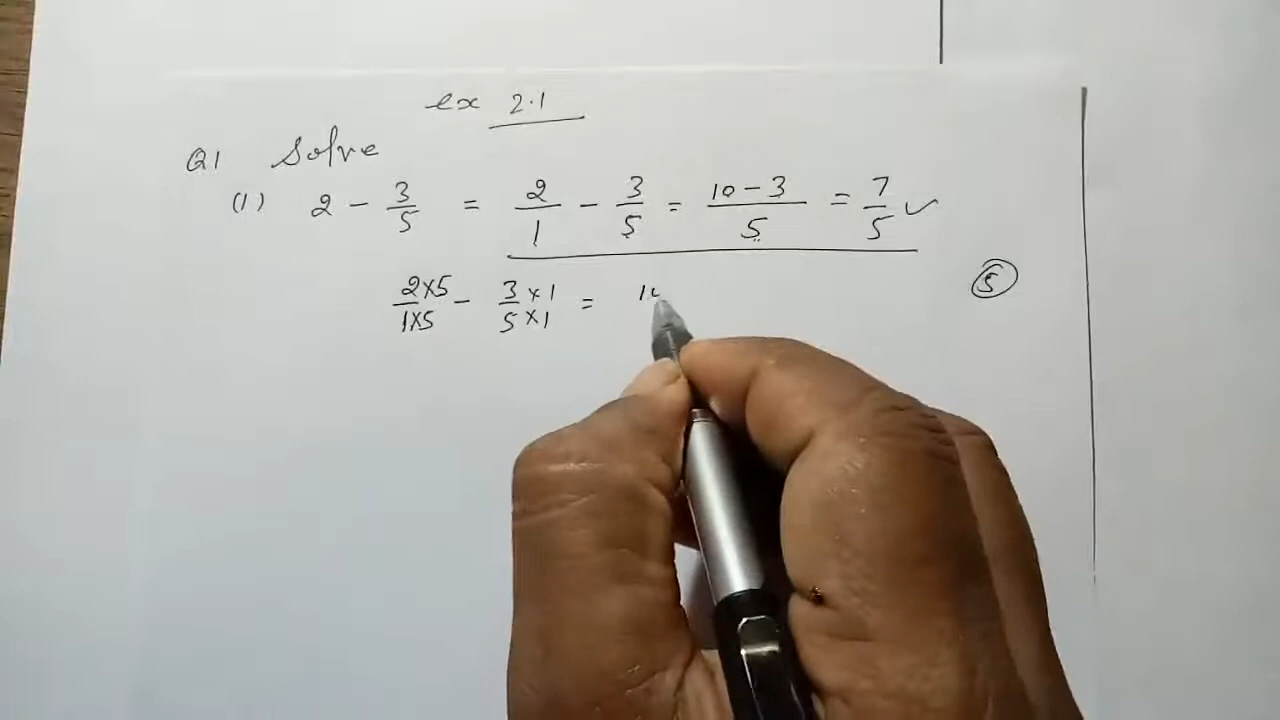 ex 2.1
Q1 Solve
(1) 2 - 3/5 = 2/1 - 3/5 = 10-3/5 = 7/5 ✓
2×5/1×5 - 3×1/5×1 =
5